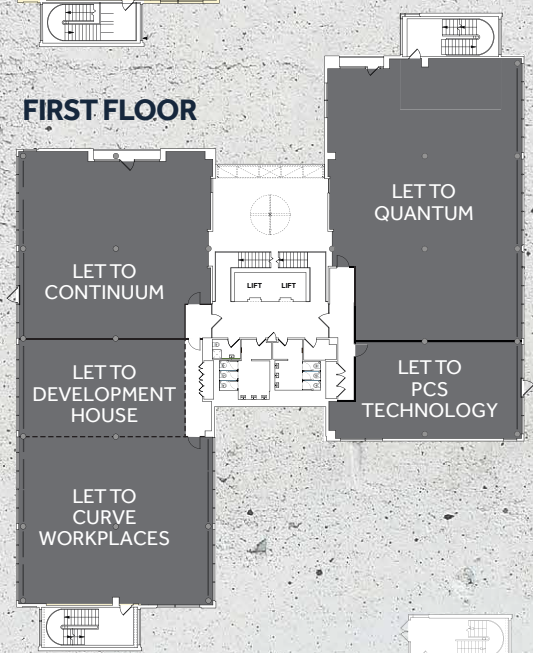 FIRST FLOOR
LET TO
QUANTUM
LET TO
CONTINUUM
LIFT LIFT
LET TO
DEVELOPMENT
HOUSE
LET TO
PCS
TECHNOLOGY
LET TO
CURVE
WORKPLACES